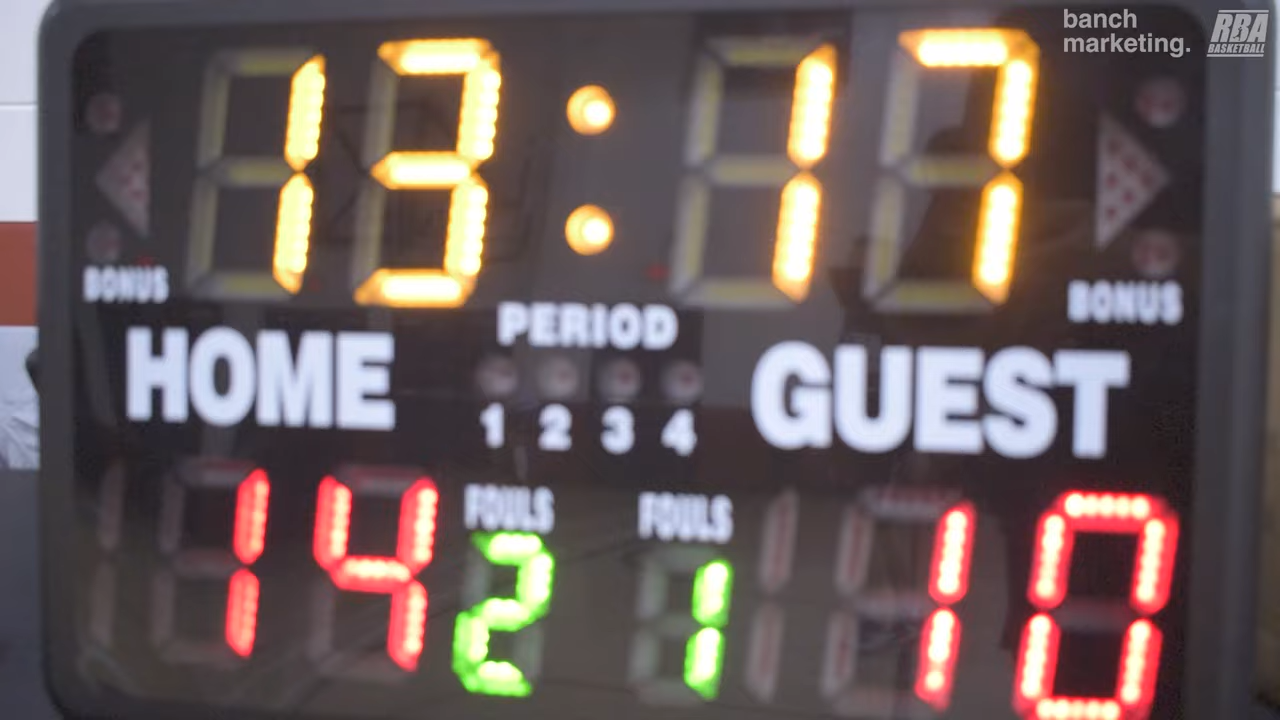 banch
marketing.
RBA
BASKETBALL
13:17
BONUS
BONUS
PERIOD
HOME
GUEST
1 2 3 4
FOULS
FOULS
14
2
1
10